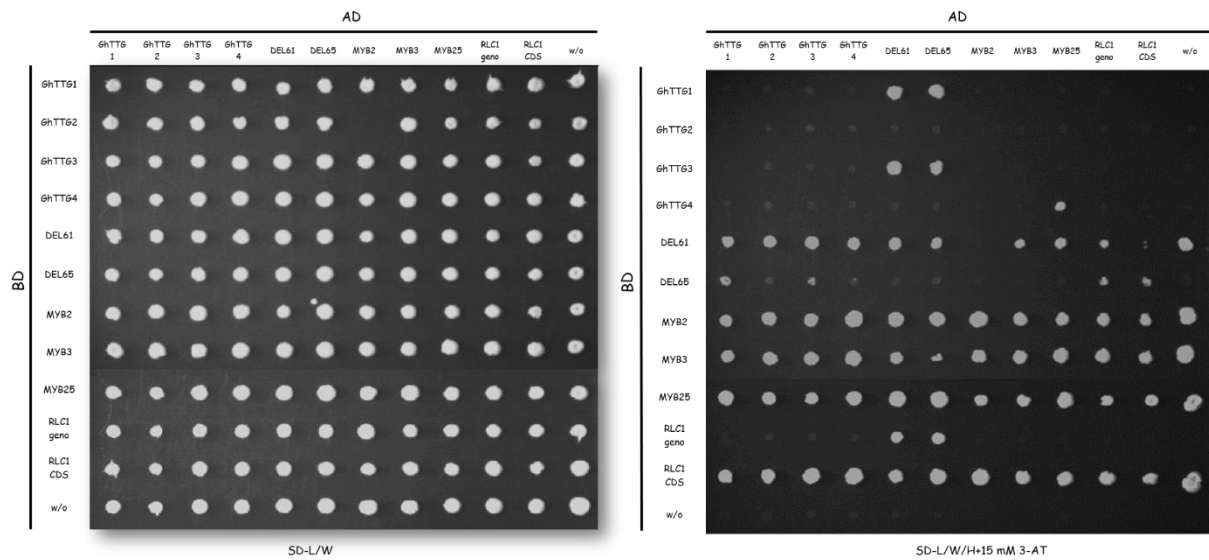 AD
GhTTG GhTTG GhTTG GhTTG DEL61 DEL65 MYB2 MYB3 MYB25 RLC1 RLC1 w/o
1 2 3 4 geno CDS
BD
GhTTG1
GhTTG2
GhTTG3
GhTTG4
DEL61
DEL65
MYB2
MYB3
MYB25
RLC1
geno
RLC1
CDS
w/o
SD-L/W
AD
GhTTG GhTTG GhTTG GhTTG DEL61 DEL65 MYB2 MYB3 MYB25 RLC1 RLC1 w/o
1 2 3 4 geno CDS
BD
GhTTG1
GhTTG2
GhTTG3
GhTTG4
DEL61
DEL65
MYB2
MYB3
MYB25
RLC1
geno
RLC1
CDS
w/o
SD-L/W/H+15 mM 3-AT